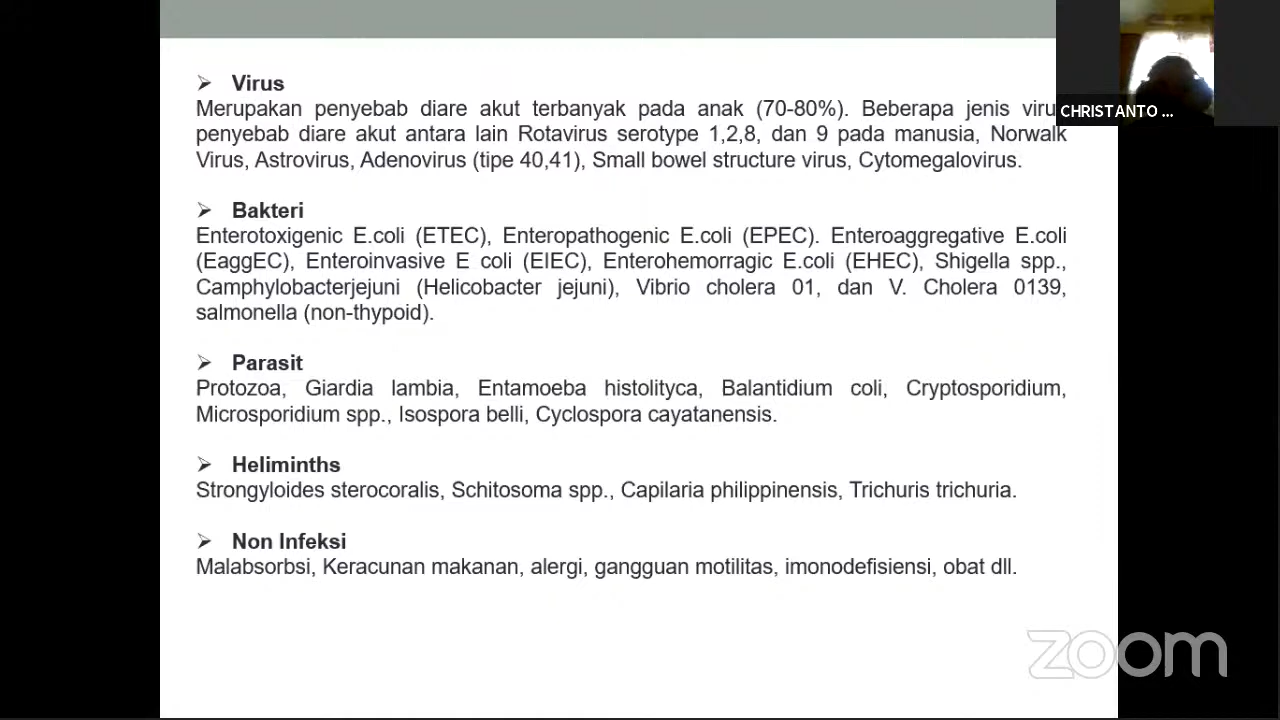 ➢ Virus
Merupakan penyebab diare akut terbanyak pada anak (70-80%). Beberapa jenis viru
CHRISTANTO ...
penyebab diare akut antara lain Rotavirus serotype 1,2,8, dan 9 pada manusia, Norwalk
Virus, Astrovirus, Adenovirus (tipe 40,41), Small bowel structure virus, Cytomegalovirus.
➢ Bakteri
Enterotoxigenic E.coli (ETEC), Enteropathogenic E.coli (EPEC). Enteroaggregative E.coli
(EaggEC), Enteroinvasive E coli (EIEC), Enterohemorragic E.coli (EHEC), Shigella spp.,
Camphylobacterjejuni (Helicobacter jejuni), Vibrio cholera 01, dan V. Cholera 0139,
salmonella (non-thypoid).
➢ Parasit
Protozoa, Giardia lambia, Entamoeba histolityca, Balantidium coli, Cryptosporidium,
Microsporidium spp., Isospora belli, Cyclospora cayatanensis.
➢ Heliminths
Strongyloides sterocoralis, Schitosoma spp., Capilaria philippinensis, Trichuris trichuria.
➢ Non Infeksi
Malabsorbsi, Keracunan makanan, alergi, gangguan motilitas, imonodefisiensi, obat dll.
zoom